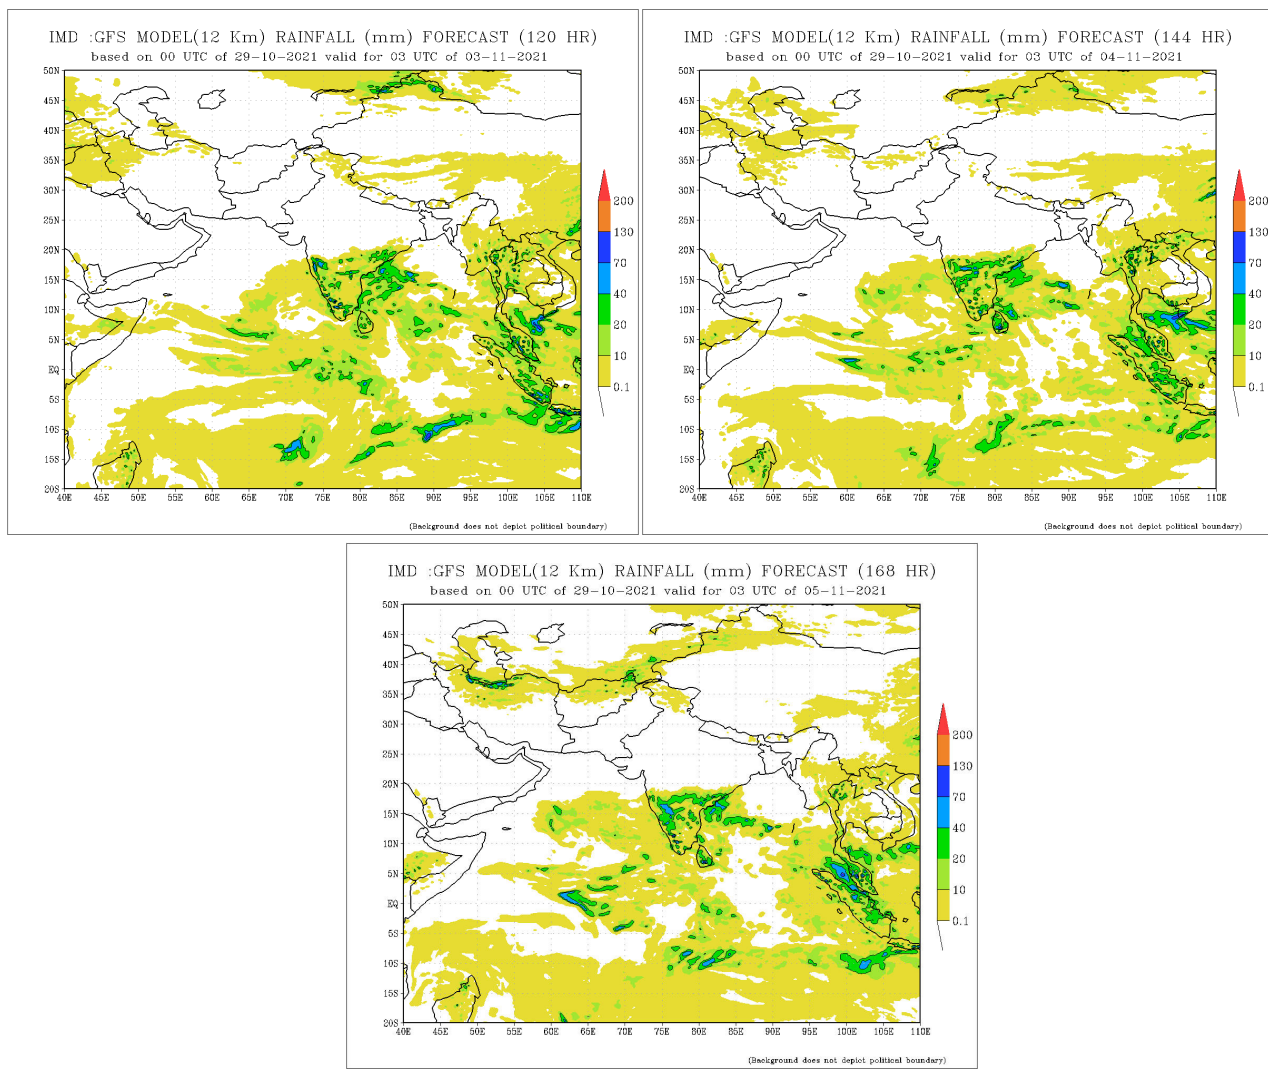 IMD :GFS MODEL(12 Km) RAINFALL (mm) FORECAST (120 HR)
based on 00 UTC of 29-10-2021 valid for 03 UTC of 03-11-2021
50N
45N
40N
35N
30N
25N
20N
15N
10N
5N
EQ
5S
10S
15S
20S
40E 45E 50E 55E 60E 65E 70E 75E 80E 85E 90E 95E 100E 105E 110E
200
130
70
40
20
10
0.1
(Background does not depict political boundary)
IMD :GFS MODEL(12 Km) RAINFALL (mm) FORECAST (144 HR)
based on 00 UTC of 29-10-2021 valid for 03 UTC of 04-11-2021
50N
45N
40N
35N
30N
25N
20N
15N
10N
5N
EQ
5S
10S
15S
20S
40E 45E 50E 55E 60E 65E 70E 75E 80E 85E 90E 95E 100E 105E 110E
200
130
70
40
20
10
0.1
(Background does not depict political boundary)
IMD :GFS MODEL(12 Km) RAINFALL (mm) FORECAST (168 HR)
based on 00 UTC of 29-10-2021 valid for 03 UTC of 05-11-2021
50N
45N
40N
35N
30N
25N
20N
15N
10N
5N
EQ
5S
10S
15S
20S
40E 45E 50E 55E 60E 65E 70E 75E 80E 85E 90E 95E 100E 105E 110E
200
130
70
40
20
10
0.1
(Background does not depict political boundary)